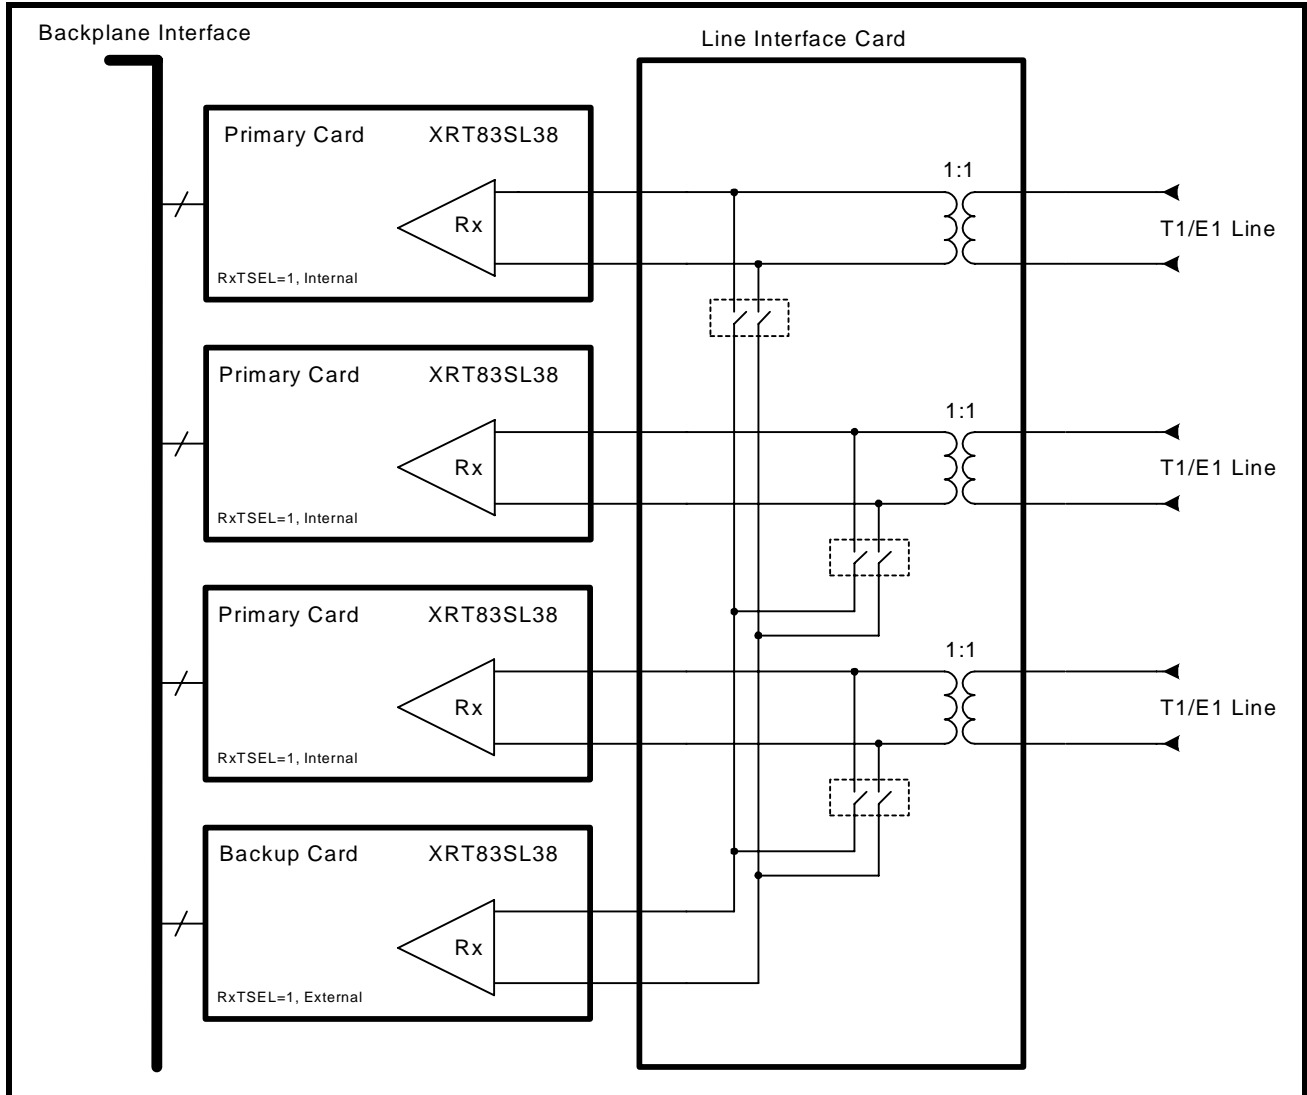 Backplane Interface
Line Interface Card
Primary Card XRT83SL38
1:1
Rx
T1/E1 Line
RxTSEL=1, Internal
Primary Card XRT83SL38
1:1
Rx
T1/E1 Line
RxTSEL=1, Internal
Primary Card XRT83SL38
1:1
Rx
T1/E1 Line
RxTSEL=1, Internal
Backup Card XRT83SL38
Rx
RxTSEL=1, External